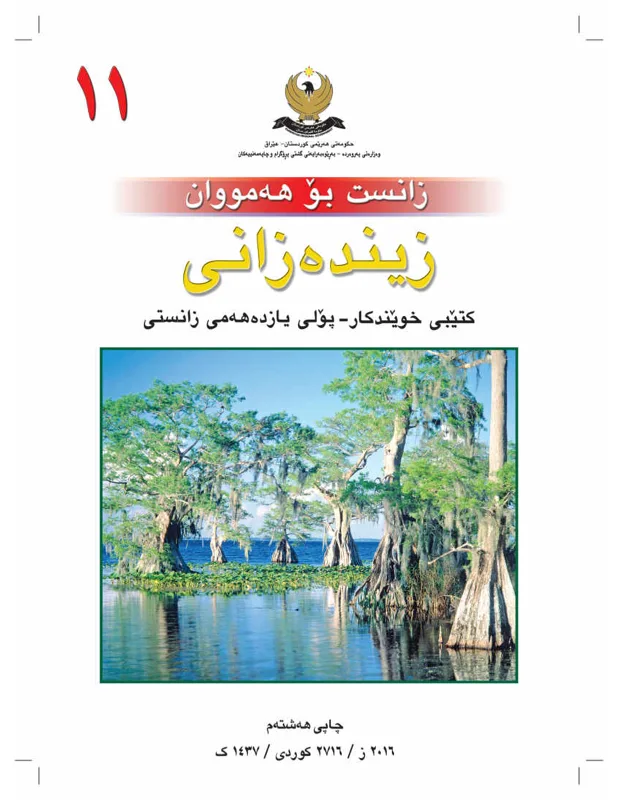 ١١
حکومەتی هەرێمی کوردستان - عێراق
وەزارەتی پەروەردە - بەڕێوەبەرایەتی گشتی پرۆگرام و چاپەمەنییەکان
زانست بۆ هەمووان
زیندەزانی
کتێبی خوێندکار - پۆلی یازدەهەمی زانستی
چاپی هەشتەم
٢٠١٦ ز / ٢٧١٦ کوردی / ١٤٣٧ ک